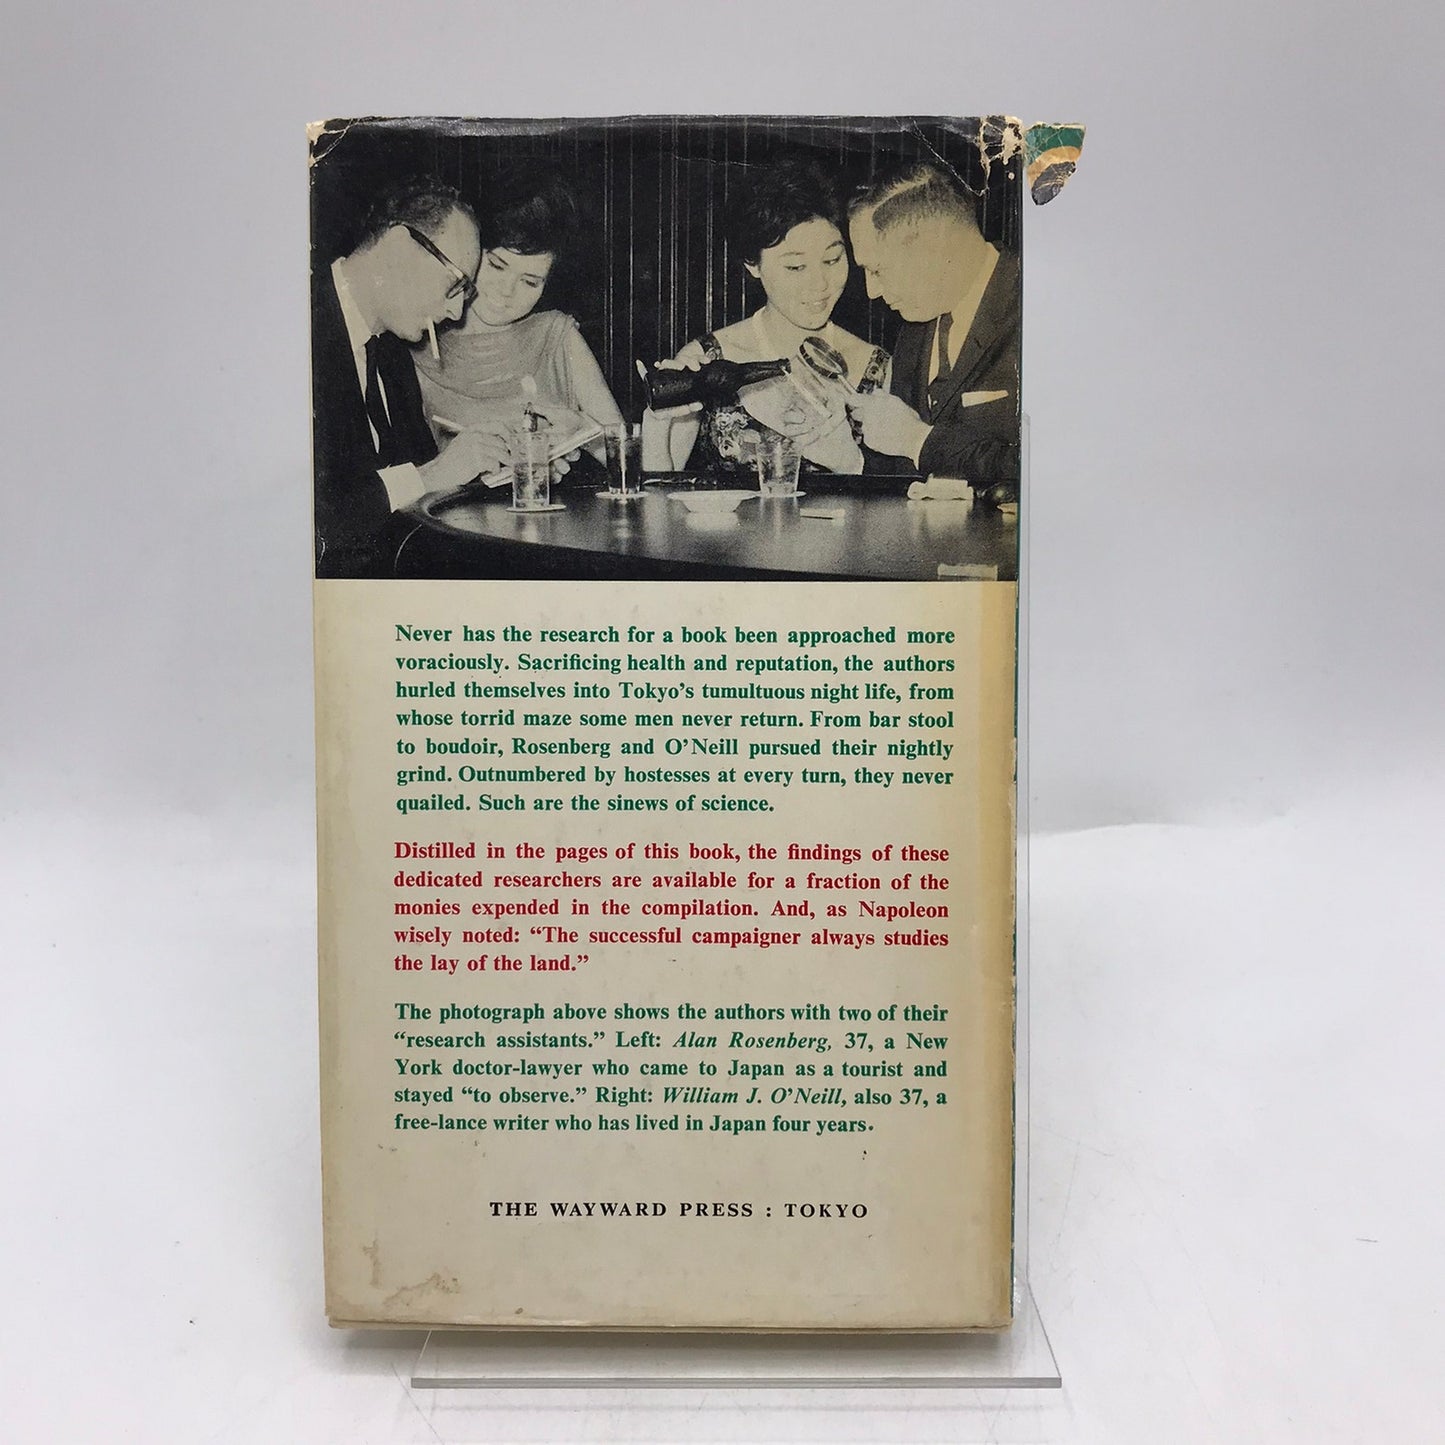 Never has the research for a book been approached more
voraciously. Sacrificing health and reputation, the authors
hurled themselves into Tokyo's tumultuous night life, from
whose torrid maze some men never return. From bar stool
to boudoir, Rosenberg and O'Neill pursued their nightly
grind. Outnumbered by hostesses at every turn, they never
quailed. Such are the sinews of science.
Distilled in the pages of this book, the findings of these
dedicated researchers are available for a fraction of the
monies expended in the compilation. And, as Napoleon
wisely noted: “The successful campaigner always studies
the lay of the land.”
The photograph above shows the authors with two of their
“research assistants.” Left: Alan Rosenberg, 37, a New
York doctor-lawyer who came to Japan as a tourist and
stayed “to observe.” Right: William J. O'Neill, also 37, a
free-lance writer who has lived in Japan four years.
THE WAYWARD PRESS : TOKYO